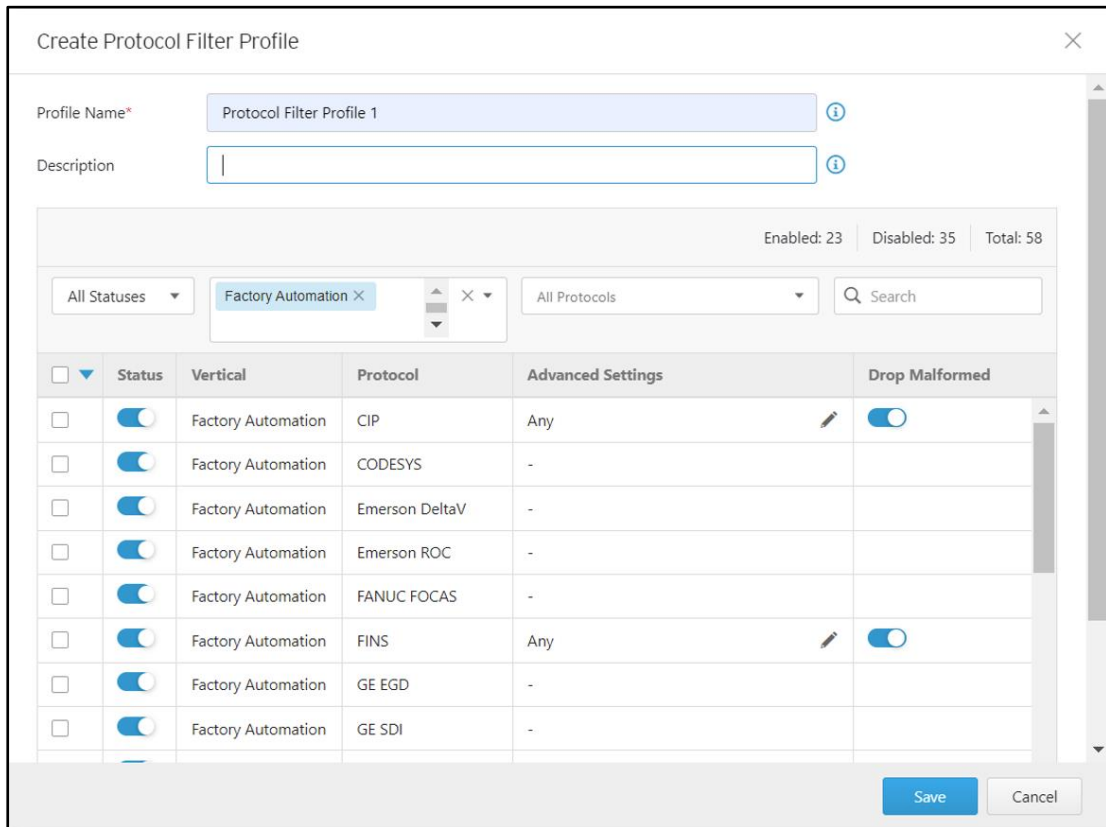 Create Protocol Filter Profile
Profile Name*
Protocol Filter Profile 1
Description
Enabled: 23 Disabled: 35 Total: 58
All Statuses Factory Automation All Protocols Search
Status Vertical Protocol Advanced Settings Drop Malformed
Factory Automation CIP Any
Factory Automation CODESYS -
Factory Automation Emerson DeltaV -
Factory Automation Emerson ROC -
Factory Automation FANUC FOCAS -
Factory Automation FINS Any
Factory Automation GE EGD -
Factory Automation GE SDI -
Save Cancel